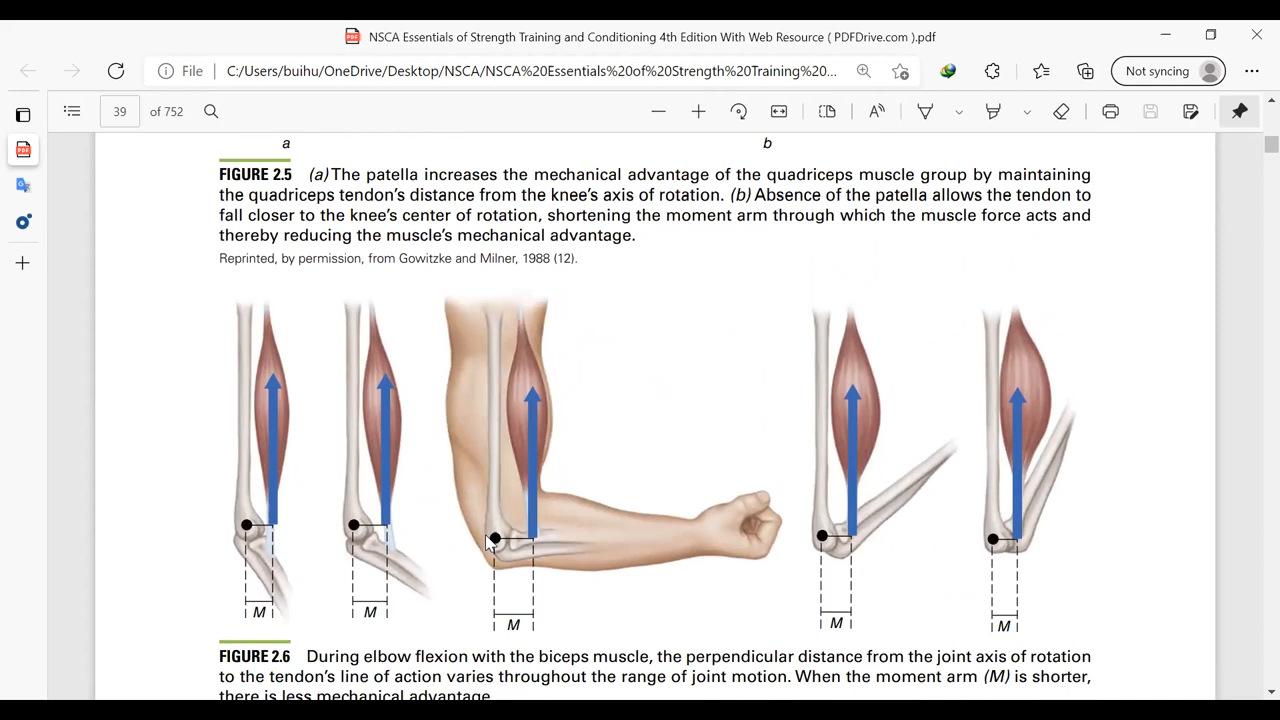 NSCA Essentials of Strength Training and Conditioning 4th Edition With Web Resource ( PDFDrive.com ).pdf
File
C:/Users/buihu/OneDrive/Desktop/NSCA/NSCA%20Essentials%20of%20Strength%20Training%20...
Not syncing
39 of 752
a b
FIGURE 2.5 (a) The patella increases the mechanical advantage of the quadriceps muscle group by maintaining
the quadriceps tendon's distance from the knee's axis of rotation. (b) Absence of the patella allows the tendon to
fall closer to the knee's center of rotation, shortening the moment arm through which the muscle force acts and
thereby reducing the muscle's mechanical advantage.
Reprinted, by permission, from Gowitzke and Milner, 1988 (12).
M M M M M
FIGURE 2.6 During elbow flexion with the biceps muscle, the perpendicular distance from the joint axis of rotation
to the tendon's line of action varies throughout the range of joint motion. When the moment arm (M) is shorter,
there is less mechanical advantage.